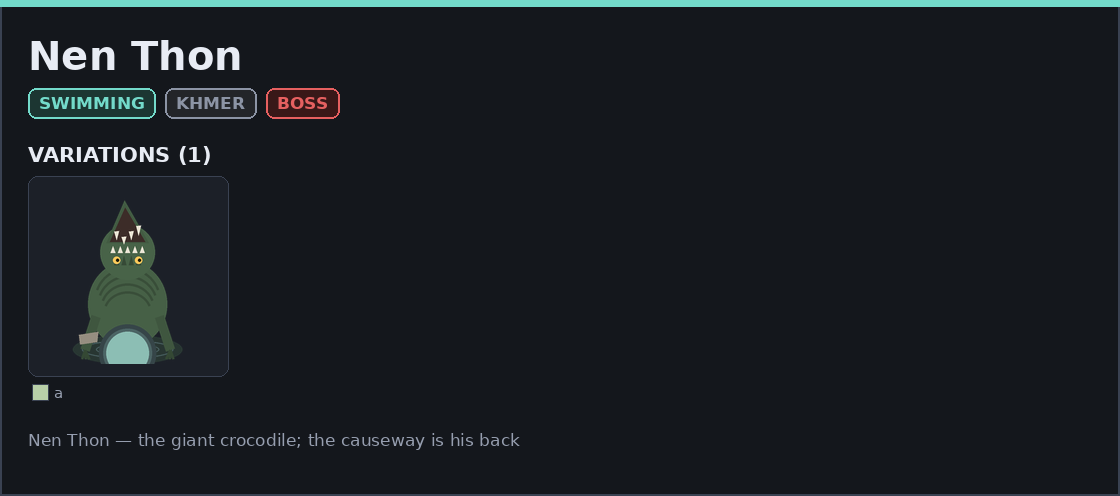 Nen Thon
SWIMMING KHMER BOSS
VARIATIONS (1)
a
Nen Thon — the giant crocodile; the causeway is his back